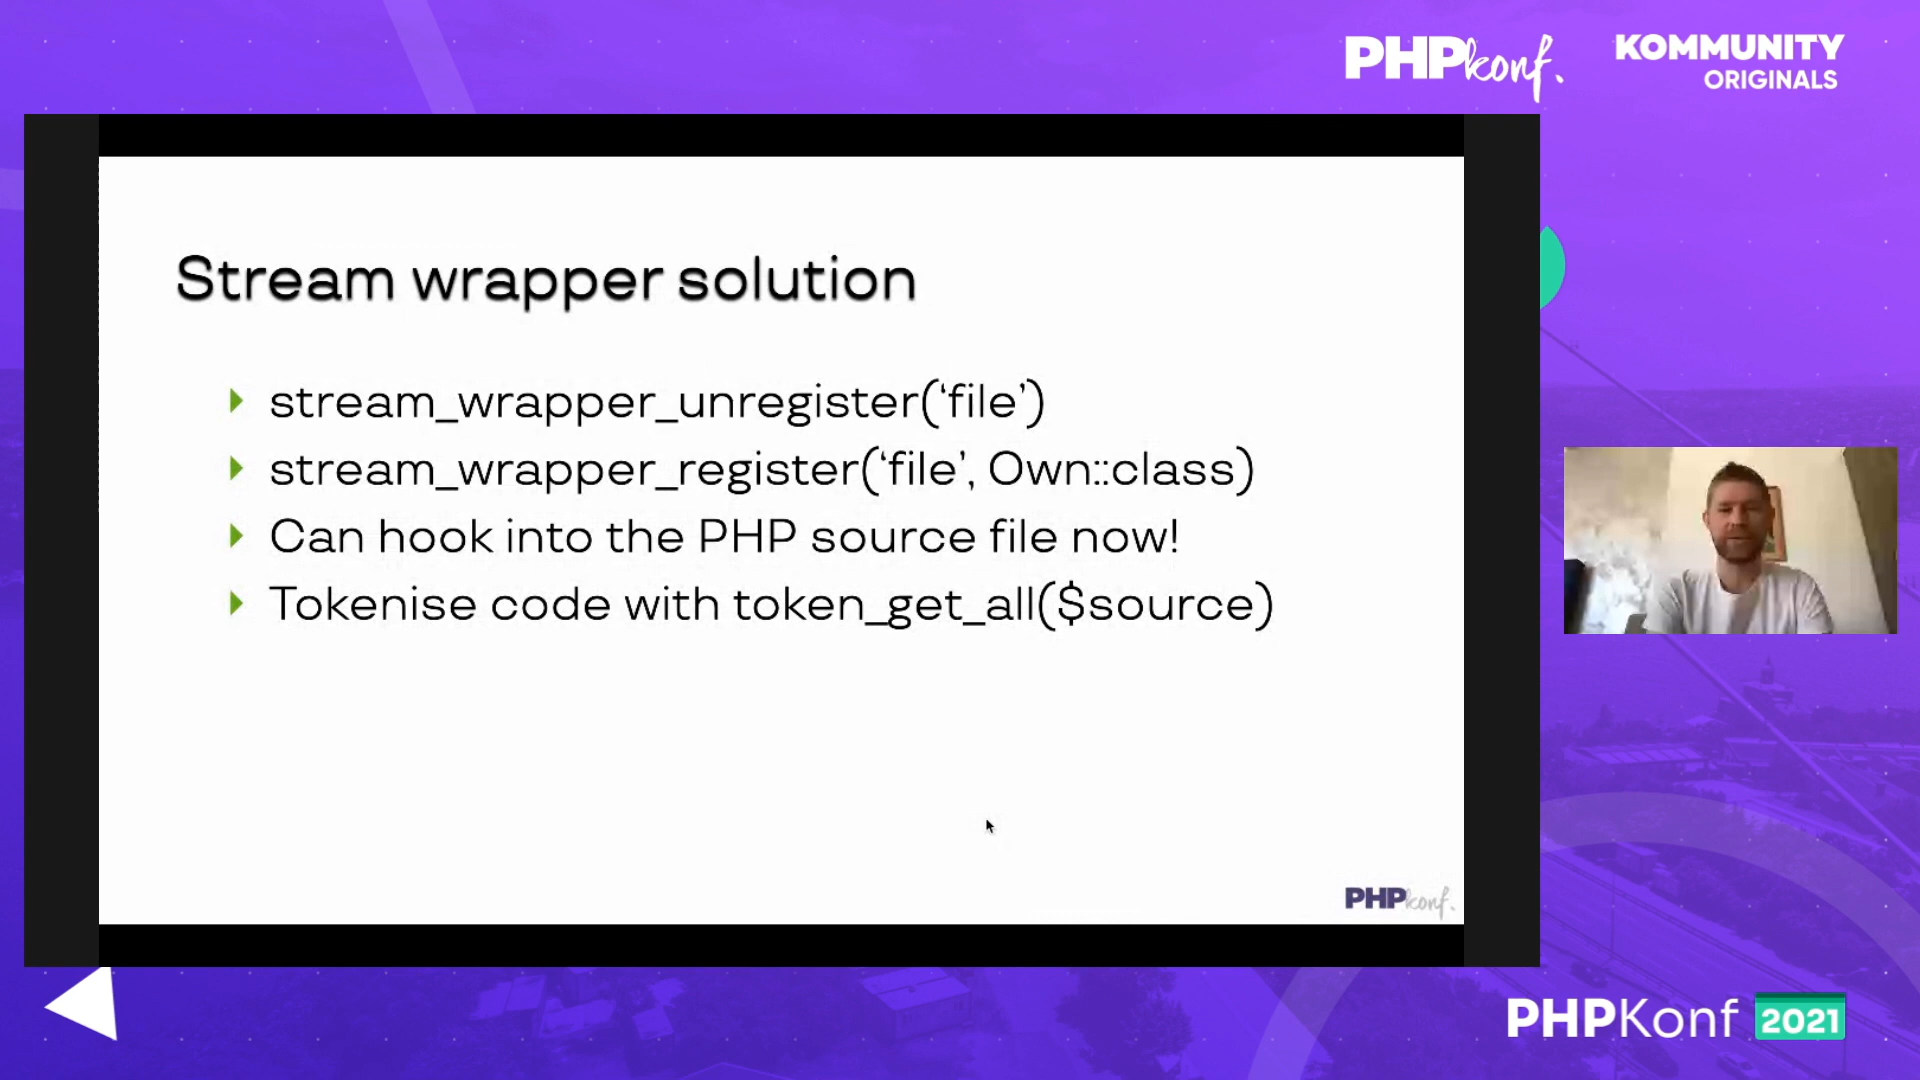 PHPkonf.
KOMMUNITY
ORIGINALS
Stream wrapper solution
stream_wrapper_unregister(‘file’)
stream_wrapper_register(‘file’, Own::class)
Can hook into the PHP source file now!
Tokenise code with token_get_all($source)
PHPkonf.
PHPKonf 2021